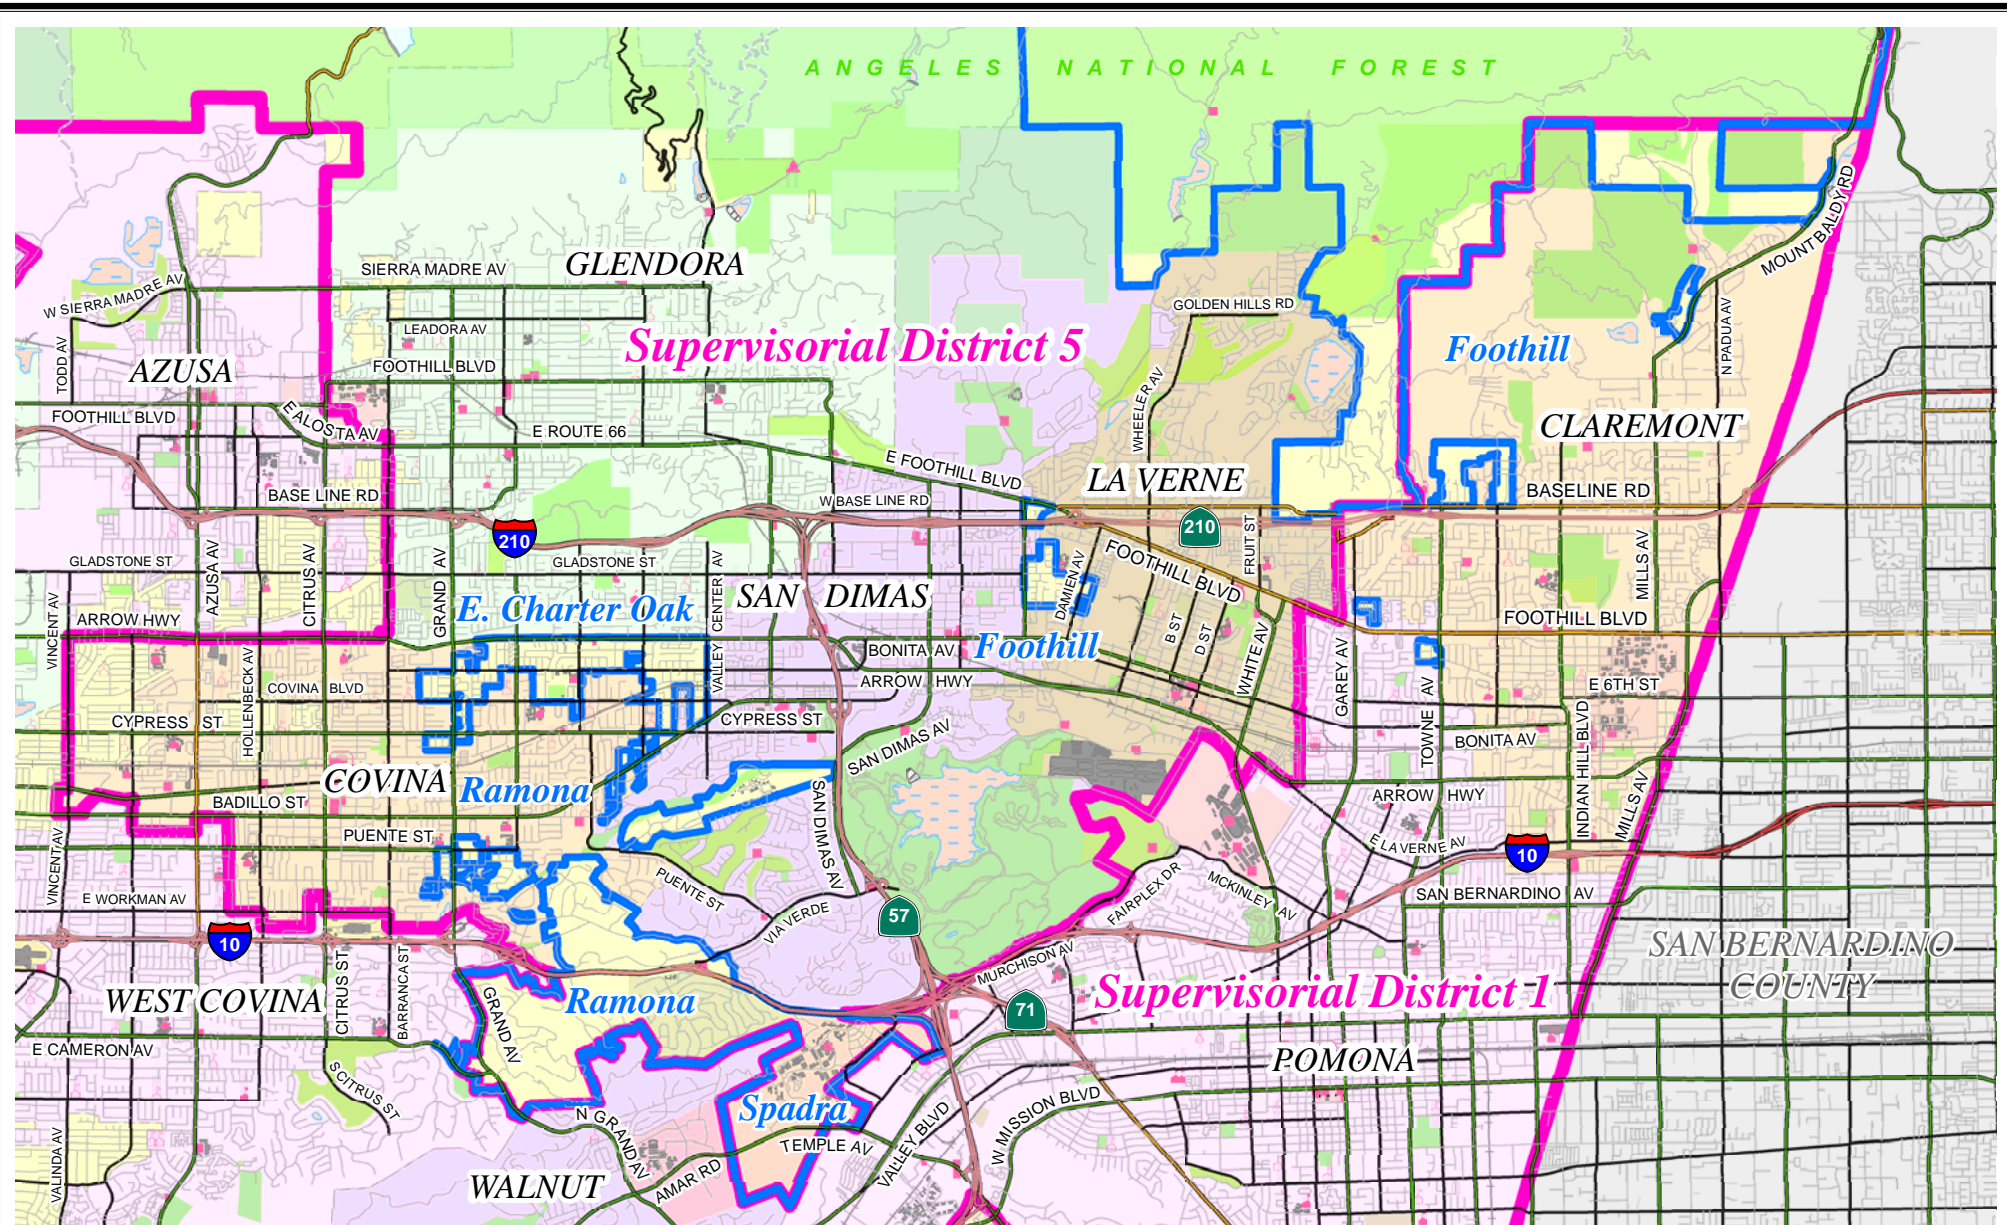 ANGELES NATIONAL FOREST
MOUNT BALDY RD
SIERRA MADRE AV
GLENDORA
W SIERRA MADRE AV
GOLDEN HILLS RD
N PADUA AV
LEADORA AV
Supervisorial District 5
Foothill
TODD AV
AZUSA
FOOTHILL BLVD
WHEELER AV
FOOTHILL BLVD
E ALOSTA AV
E ROUTE 66
CLAREMONT
E FOOTHILL BLVD
LA VERNE
BASE LINE RD
W BASE LINE RD
BASELINE RD
210
210
FRUIT ST
GLADSTONE ST
AZUSA AV
CITRUS AV
GRAND AV
GLADSTONE ST
CENTER AV
VALLEY
DAMIEN AV
FOOTHILL BLVD
MILLS AV
VINCENT AV
ARROW HWY
E. Charter Oak
SAN DIMAS
B ST
D ST
FOOTHILL BLVD
HOLLENBECK AV
BONITA AV
Foothill
WHITE AV
GAREY AV
TOWNE AV
COVINA BLVD
ARROW HWY
E 6TH ST
CYPRESS ST
CYPRESS ST
SAN DIMAS AV
BONITA AV
INDIAN HILL BLVD
COVINA
Ramona
BADILLO ST
SAN DIMAS AV
ARROW HWY
MILLS AV
PUENTE ST
VINCENT AV
E LA VERNE AV
10
E WORKMAN AV
PUENTE ST
FAIRPLEX DR
MCKINLEY AV
SAN BERNARDINO AV
VIA VERDE
57
10
MURCHISON AV
SAN BERNARDINO
COUNTY
WEST COVINA
CITRUS ST
BARRANCA ST
GRAND AV
Ramona
Supervisorial District 1
71
E CAMERON AV
POMONA
S CITRUS ST
N GRAND AV
Spadra
W MISSION BLVD
TEMPLE AV
VALLEY BLVD
VALINDA AV
WALNUT
AMAR RD